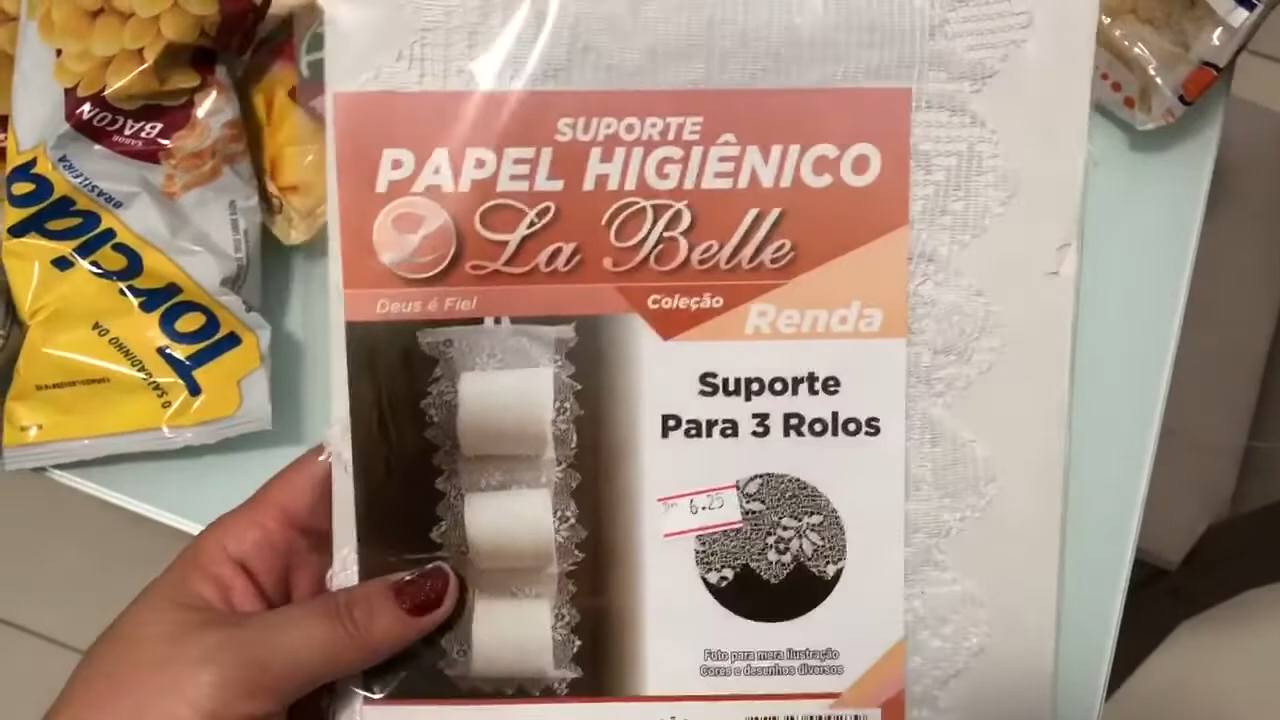 SUPORTE
PAPEL HIGIÊNICO
L La Belle
Deus é Fiel
Coleção
Renda
Suporte
Para 3 Rolos
6.25
Foto para mera ilustração
Cores e desenhos diversos
SABOR
BACON
BRASILEIRA
Torcida
O SALGADINHO DA